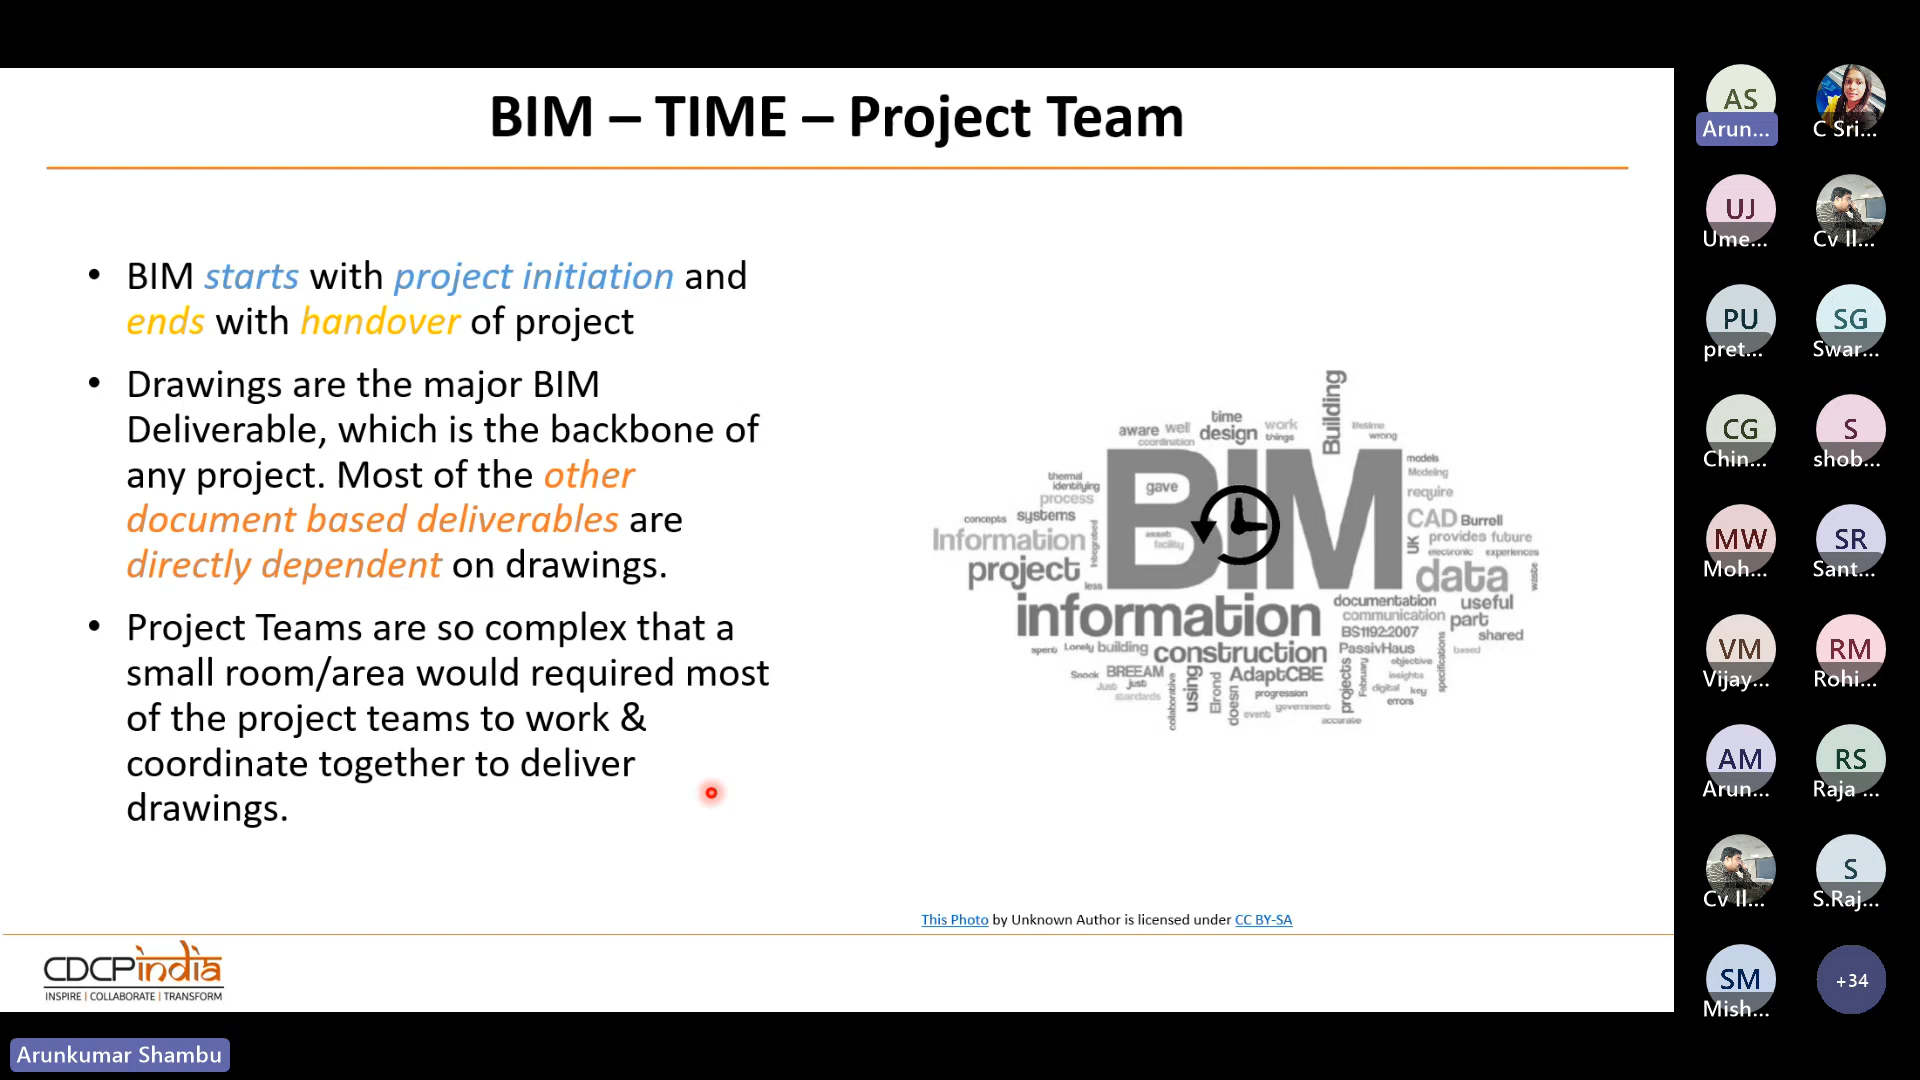 BIM – TIME – Project Team
• BIM starts with project initiation and
ends with handover of project
• Drawings are the major BIM
Deliverable, which is the backbone of
any project. Most of the other
document based deliverables are
directly dependent on drawings.
• Project Teams are so complex that a
small room/area would required most
of the project teams to work &
coordinate together to deliver
drawings.
Building
time
work
lifetime
aware well
design
things
wrong
coordination
BIM
models
thermal
identifying
gave
Modeling
process
require
concepts systems
CAD Burrell
Information
integrated
asset
facility
UK
provides future
electronic experiences
project
less
data
waste
information
documentation
useful
communication
part
BS1192:2007
shared
spent Lonely building
construction
PassivHaus
based
objective
specifications
Snook BREEAM
AdaptCBE
insights
Just just
standards
collaborative
using
Elrond
doesn
progression
projects
February
digital key
event government
errors
accurate
This Photo by Unknown Author is licensed under CC BY-SA
CDCPindia
INSPIRE | COLLABORATE | TRANSFORM
Arunkumar Shambu
AS
Arun...
C Sri...
UJ
Ume...
Cv Il...
PU
pret...
SG
Swar...
CG
Chin...
S
shob...
MW
Moh...
SR
Sant...
VM
Vijay...
RM
Rohi...
AM
Arun...
RS
Raja ...
Cv Il...
S
S.Raj...
SM
Mish...
+34